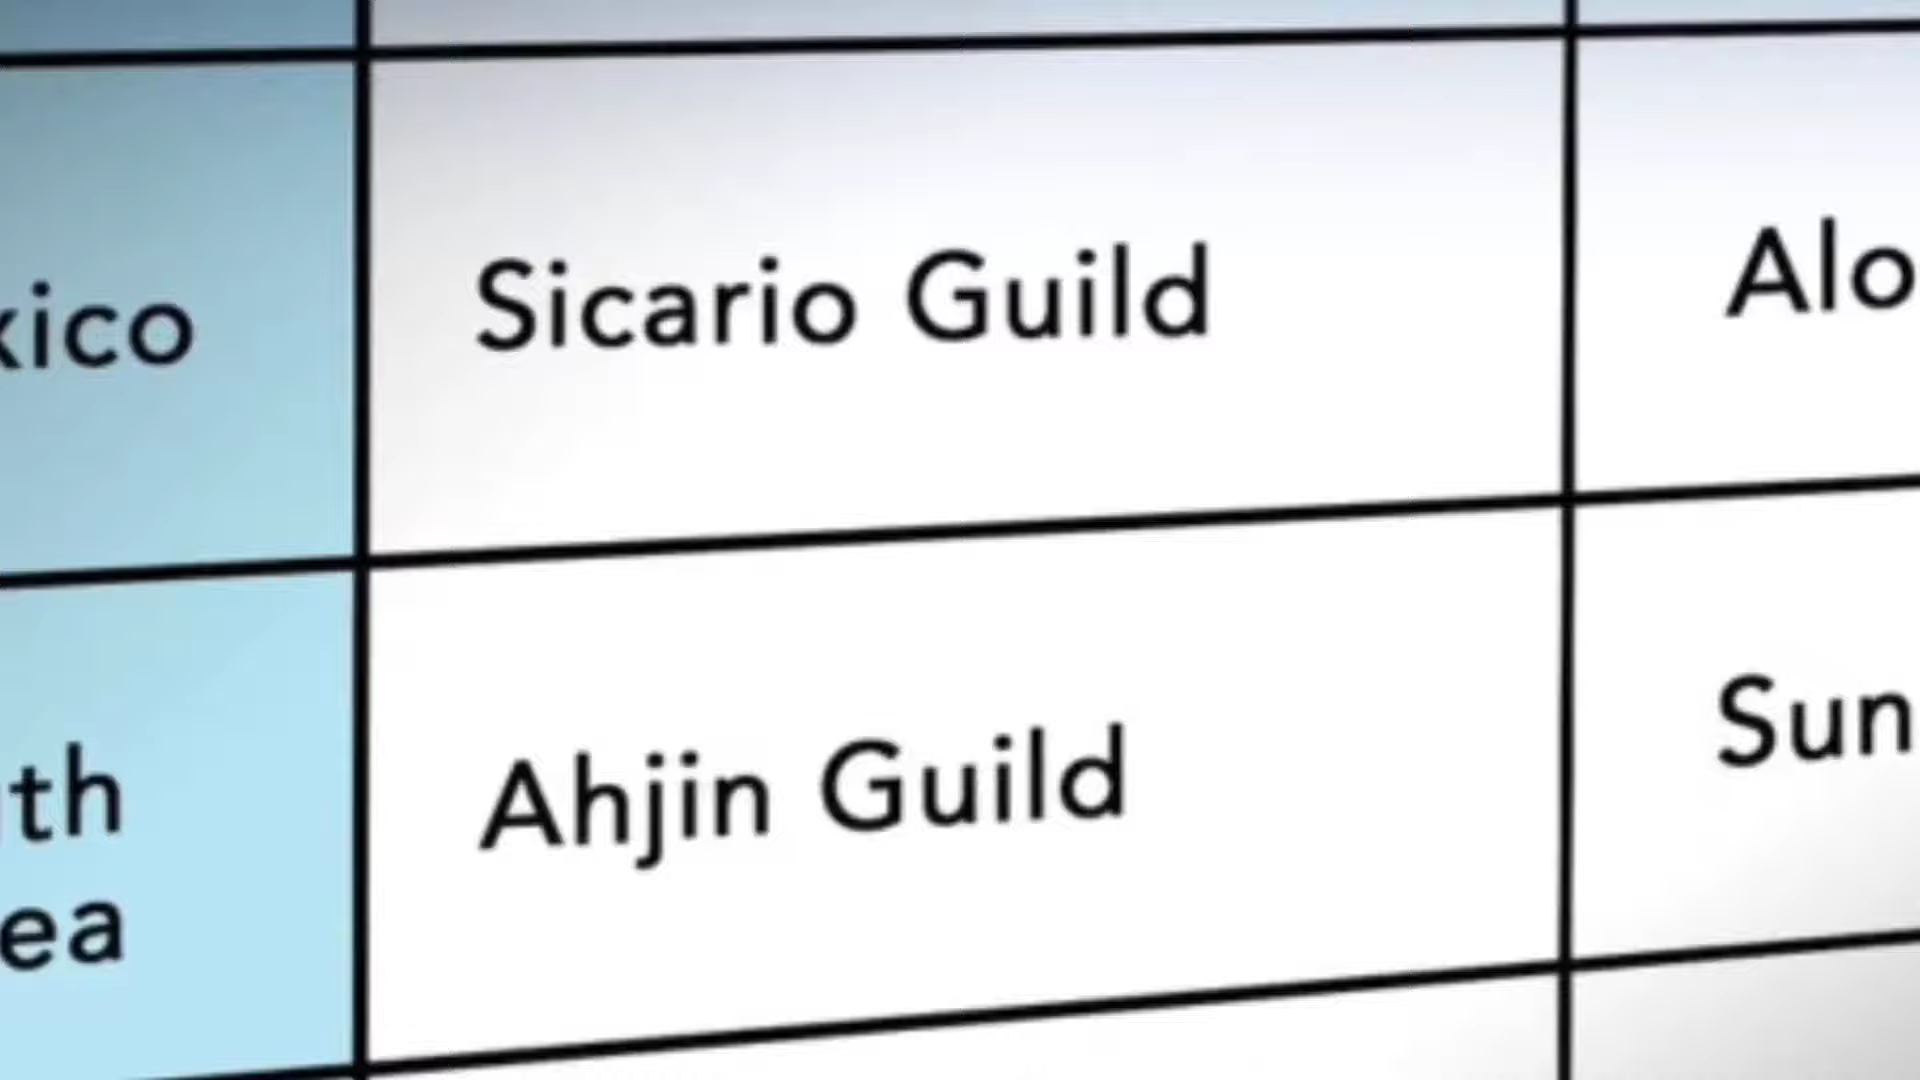 xico
Sicario Guild
Alo
th
ea
Ahjin Guild
Sun